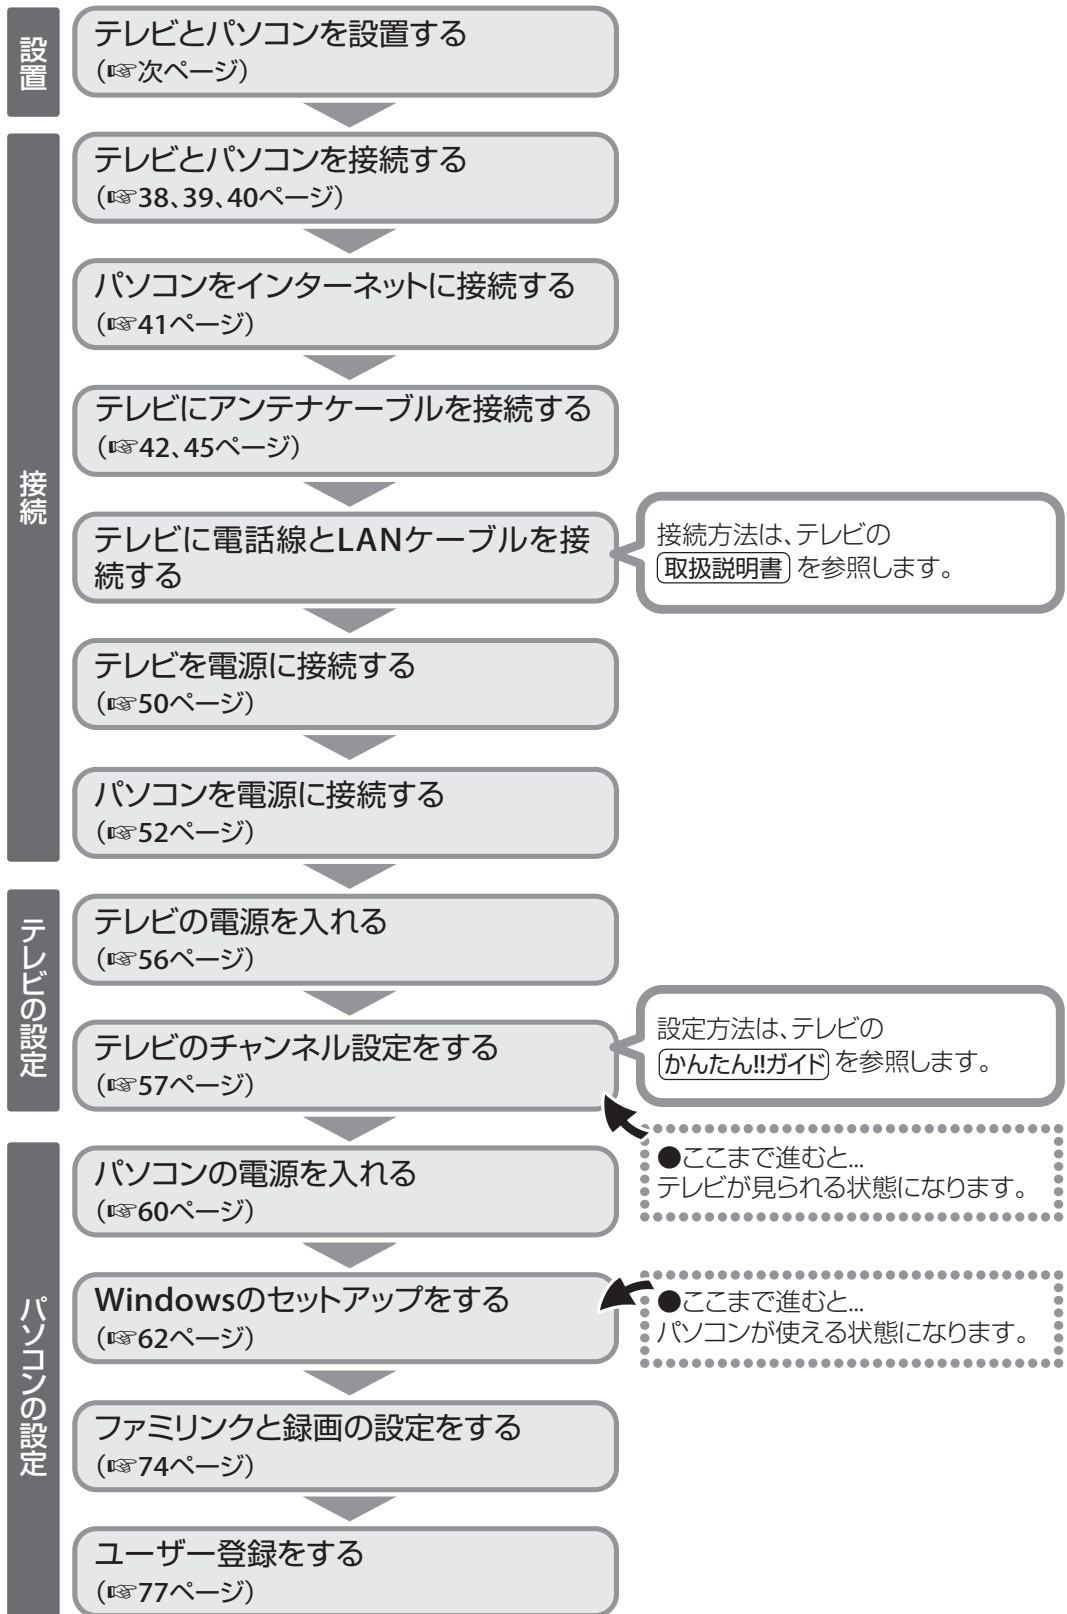 設置
テレビとパソコンを設置する
(☞次ページ)
接続
テレビとパソコンを接続する
(☞38、39、40ページ)
パソコンをインターネットに接続する
(☞41ページ)
テレビにアンテナケーブルを接続する
(☞42、45ページ)
テレビに電話線とLANケーブルを接
続する
接続方法は、テレビの
取扱説明書 を参照します。
テレビを電源に接続する
(☞50ページ)
パソコンを電源に接続する
(☞52ページ)
テレビの設定
テレビの電源を入れる
(☞56ページ)
テレビのチャンネル設定をする
(☞57ページ)
設定方法は、テレビの
かんたん!!ガイド を参照します。
●ここまで進むと...
テレビが見られる状態になります。
パソコンの設定
パソコンの電源を入れる
(☞60ページ)
Windowsのセットアップをする
(☞62ページ)
●ここまで進むと...
パソコンが使える状態になります。
ファミリンクと録画の設定をする
(☞74ページ)
ユーザー登録をする
(☞77ページ)